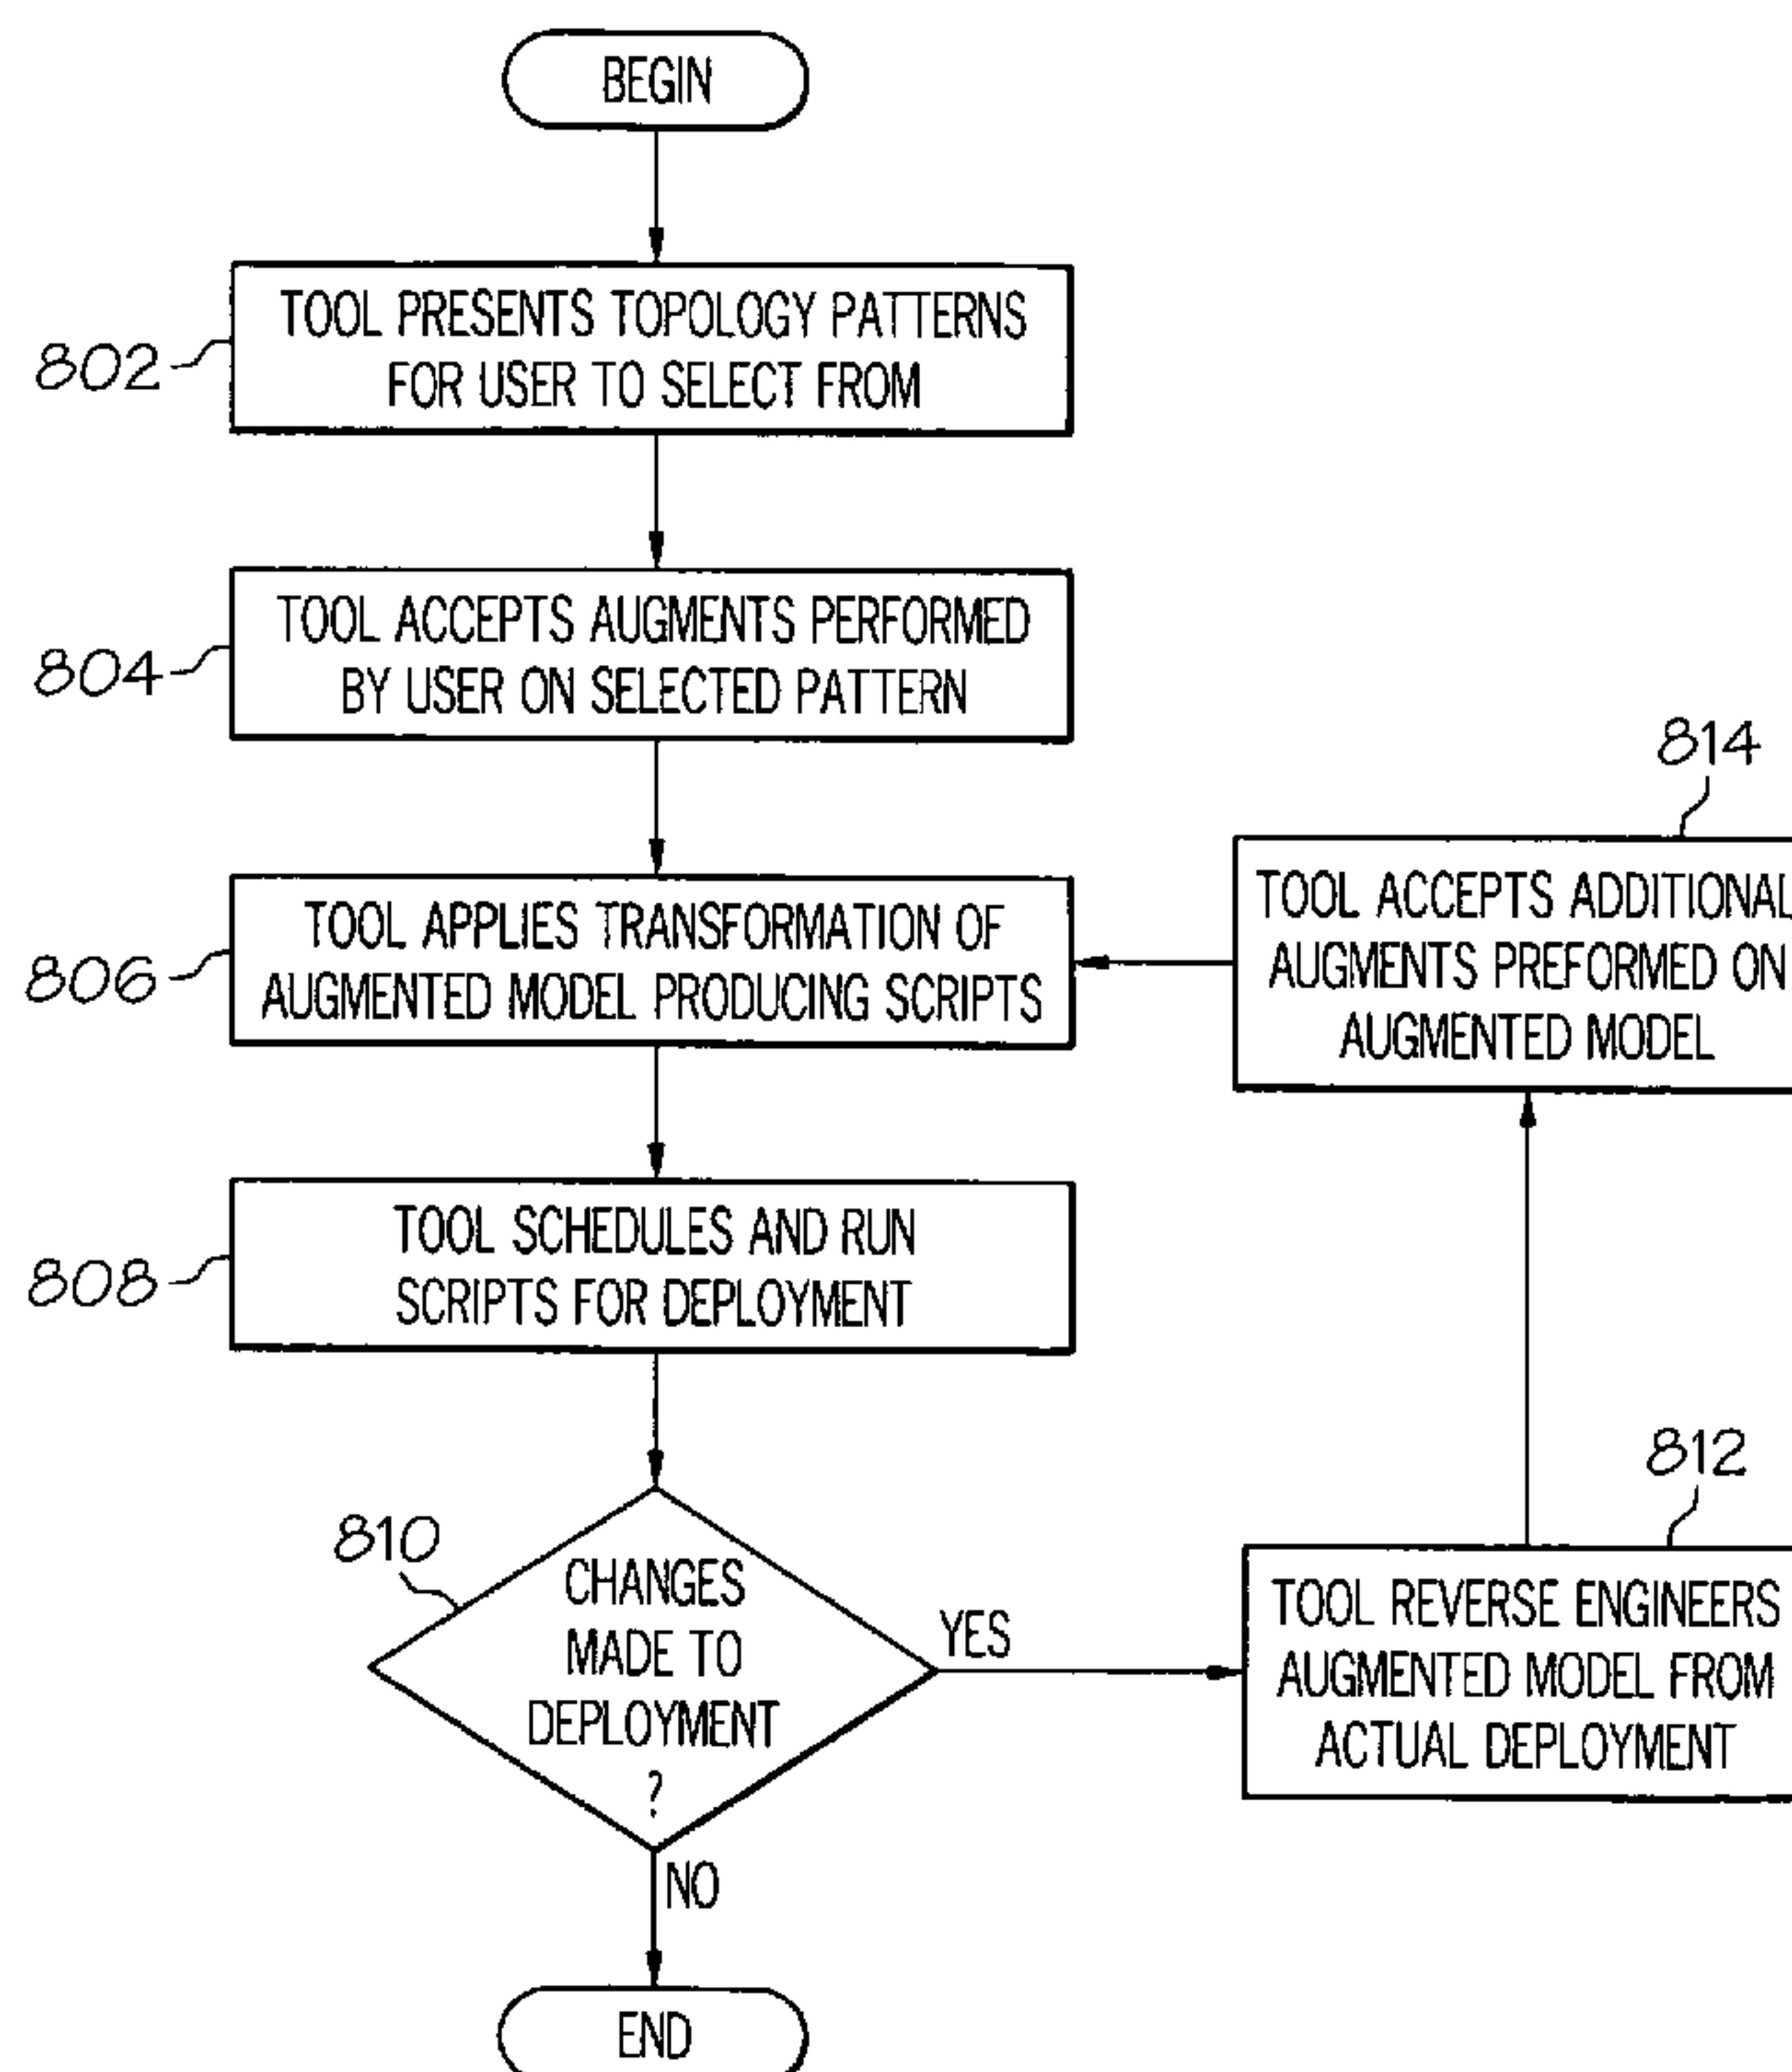 BEGIN
802
TOOL PRESENTS TOPOLOGY PATTERNS
FOR USER TO SELECT FROM
804
TOOL ACCEPTS AUGMENTS PERFORMED
BY USER ON SELECTED PATTERN
806
TOOL APPLIES TRANSFORMATION OF
AUGMENTED MODEL PRODUCING SCRIPTS
814
TOOL ACCEPTS ADDITIONAL
AUGMENTS PREFORMED ON
AUGMENTED MODEL
808
TOOL SCHEDULES AND RUN
SCRIPTS FOR DEPLOYMENT
810
CHANGES
MADE TO
DEPLOYMENT
?
YES
812
TOOL REVERSE ENGINEERS
AUGMENTED MODEL FROM
ACTUAL DEPLOYMENT
NO
END